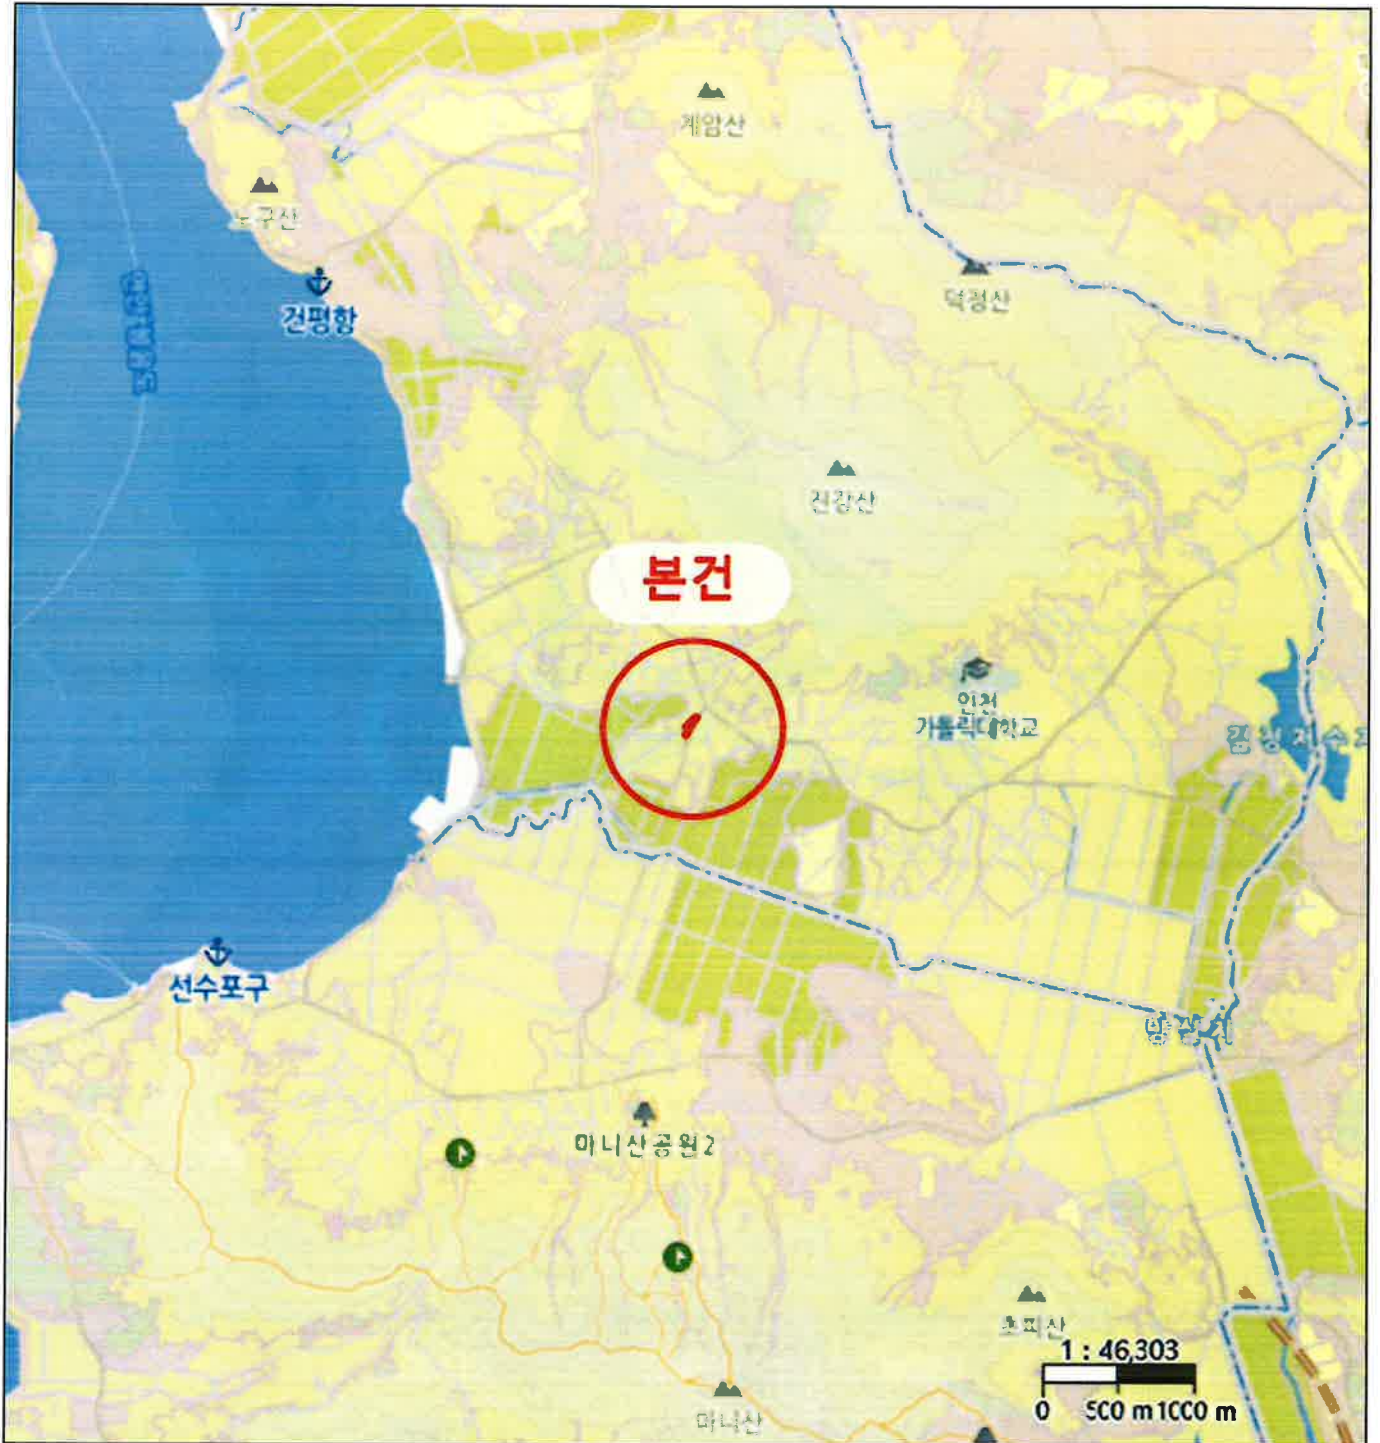 계암산
노구산
건평항
덕정산
진강산
본건
인천
가톨릭대학교
선수포구
마니산공원2
초피산
1 : 46,303
0 500 m 1000 m
마니산